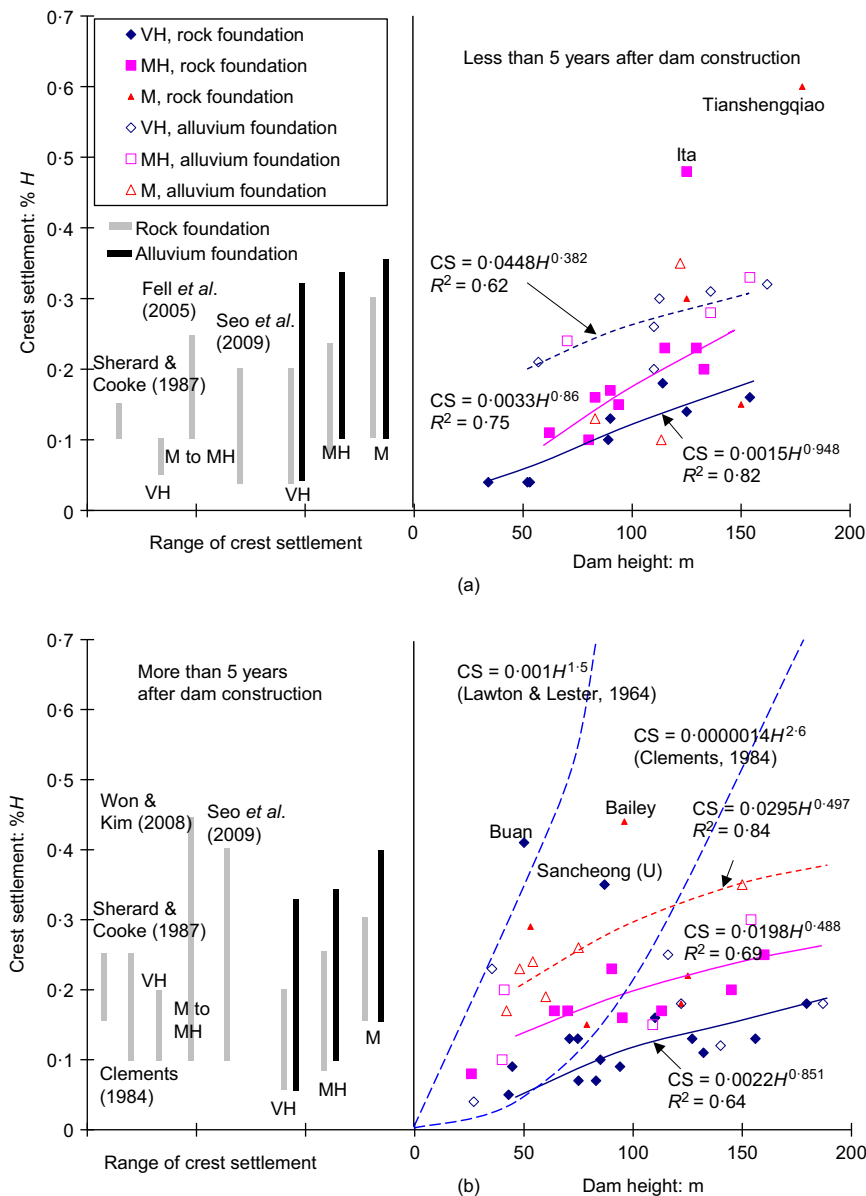 0·7
0·6
0·5
0·4
0·3
0·2
0·1
0
Crest settlement: % H
VH, rock foundation
MH, rock foundation
M, rock foundation
VH, alluvium foundation
MH, alluvium foundation
M, alluvium foundation
Rock foundation
Alluvium foundation
Fell et al.
(2005)
Seo et al.
(2009)
Sherard &
Cooke (1987)
M to MH
VH
VH
MH
M
Range of crest settlement
Less than 5 years after dam construction
Tianshengqiao
Ita
CS = 0·0448H^0·382
R² = 0·62
CS = 0·0033H^0·86
R² = 0·75
CS = 0·0015H^0·948
R² = 0·82
0
50
100
150
200
Dam height: m
(a)
0·7
0·6
0·5
0·4
0·3
0·2
0·1
0
Crest settlement: %H
More than 5 years
after dam construction
Won &
Kim (2008)
Seo et al.
(2009)
Sherard &
Cooke (1987)
VH
M to
MH
Clements
(1984)
VH
MH
M
Range of crest settlement
CS = 0·001H^1·5
(Lawton & Lester, 1964)
CS = 0·0000014H^2·6
(Clements, 1984)
Bailey
CS = 0·0295H^0·497
R² = 0·84
Buan
Sancheong (U)
CS = 0·0198H^0·488
R² = 0·69
CS = 0·0022H^0·851
R² = 0·64
0
50
100
150
200
Dam height: m
(b)